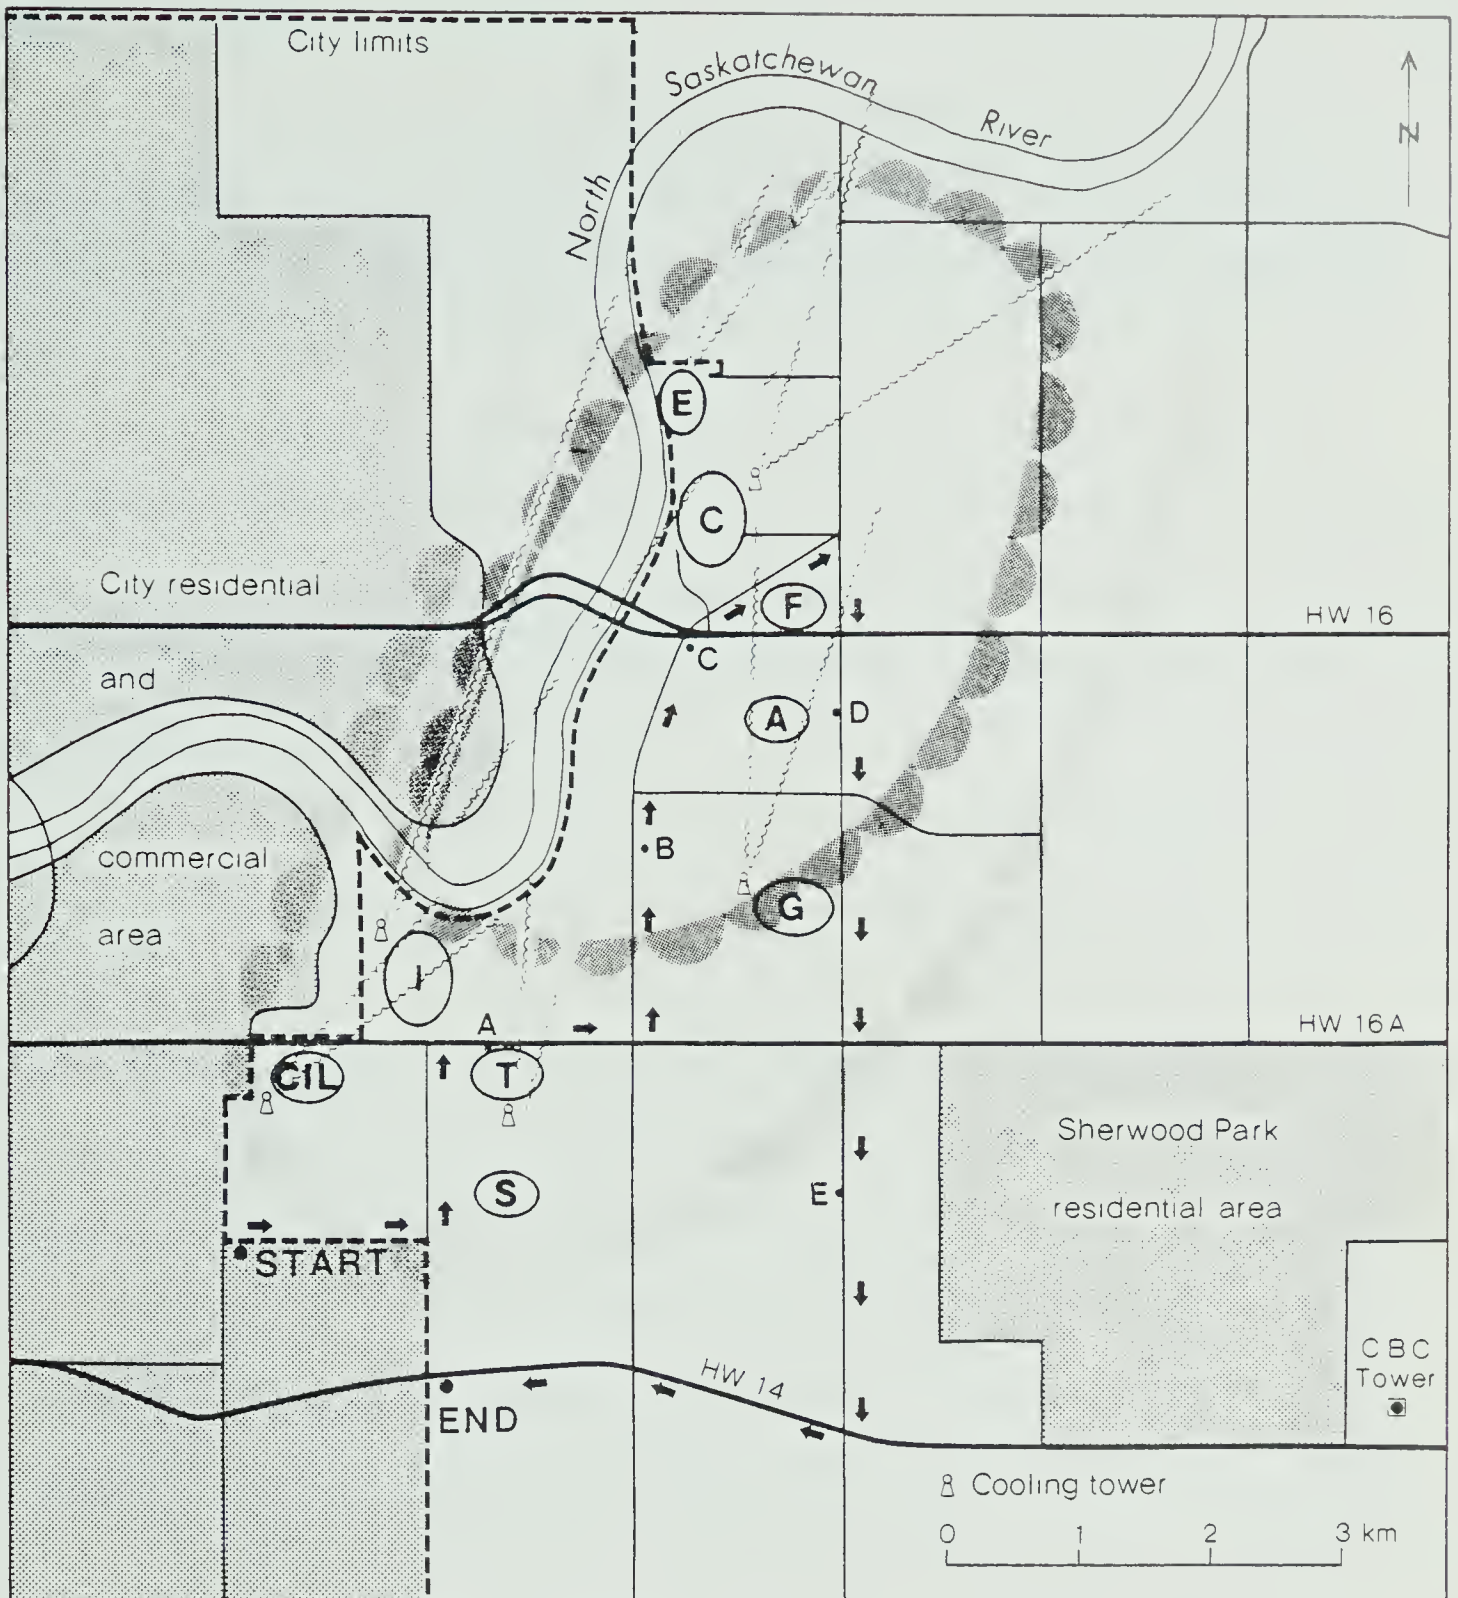 City limits
Saskatchewan
River
N
North
E
C
City residential
F
HW 16
C
and
A
D
B
commercial
G
area
I
A
HW 16A
CIL
T
Sherwood Park
S
E
residential area
START
HW 14
CBC
Tower
END
Cooling tower
0 1 2 3 km